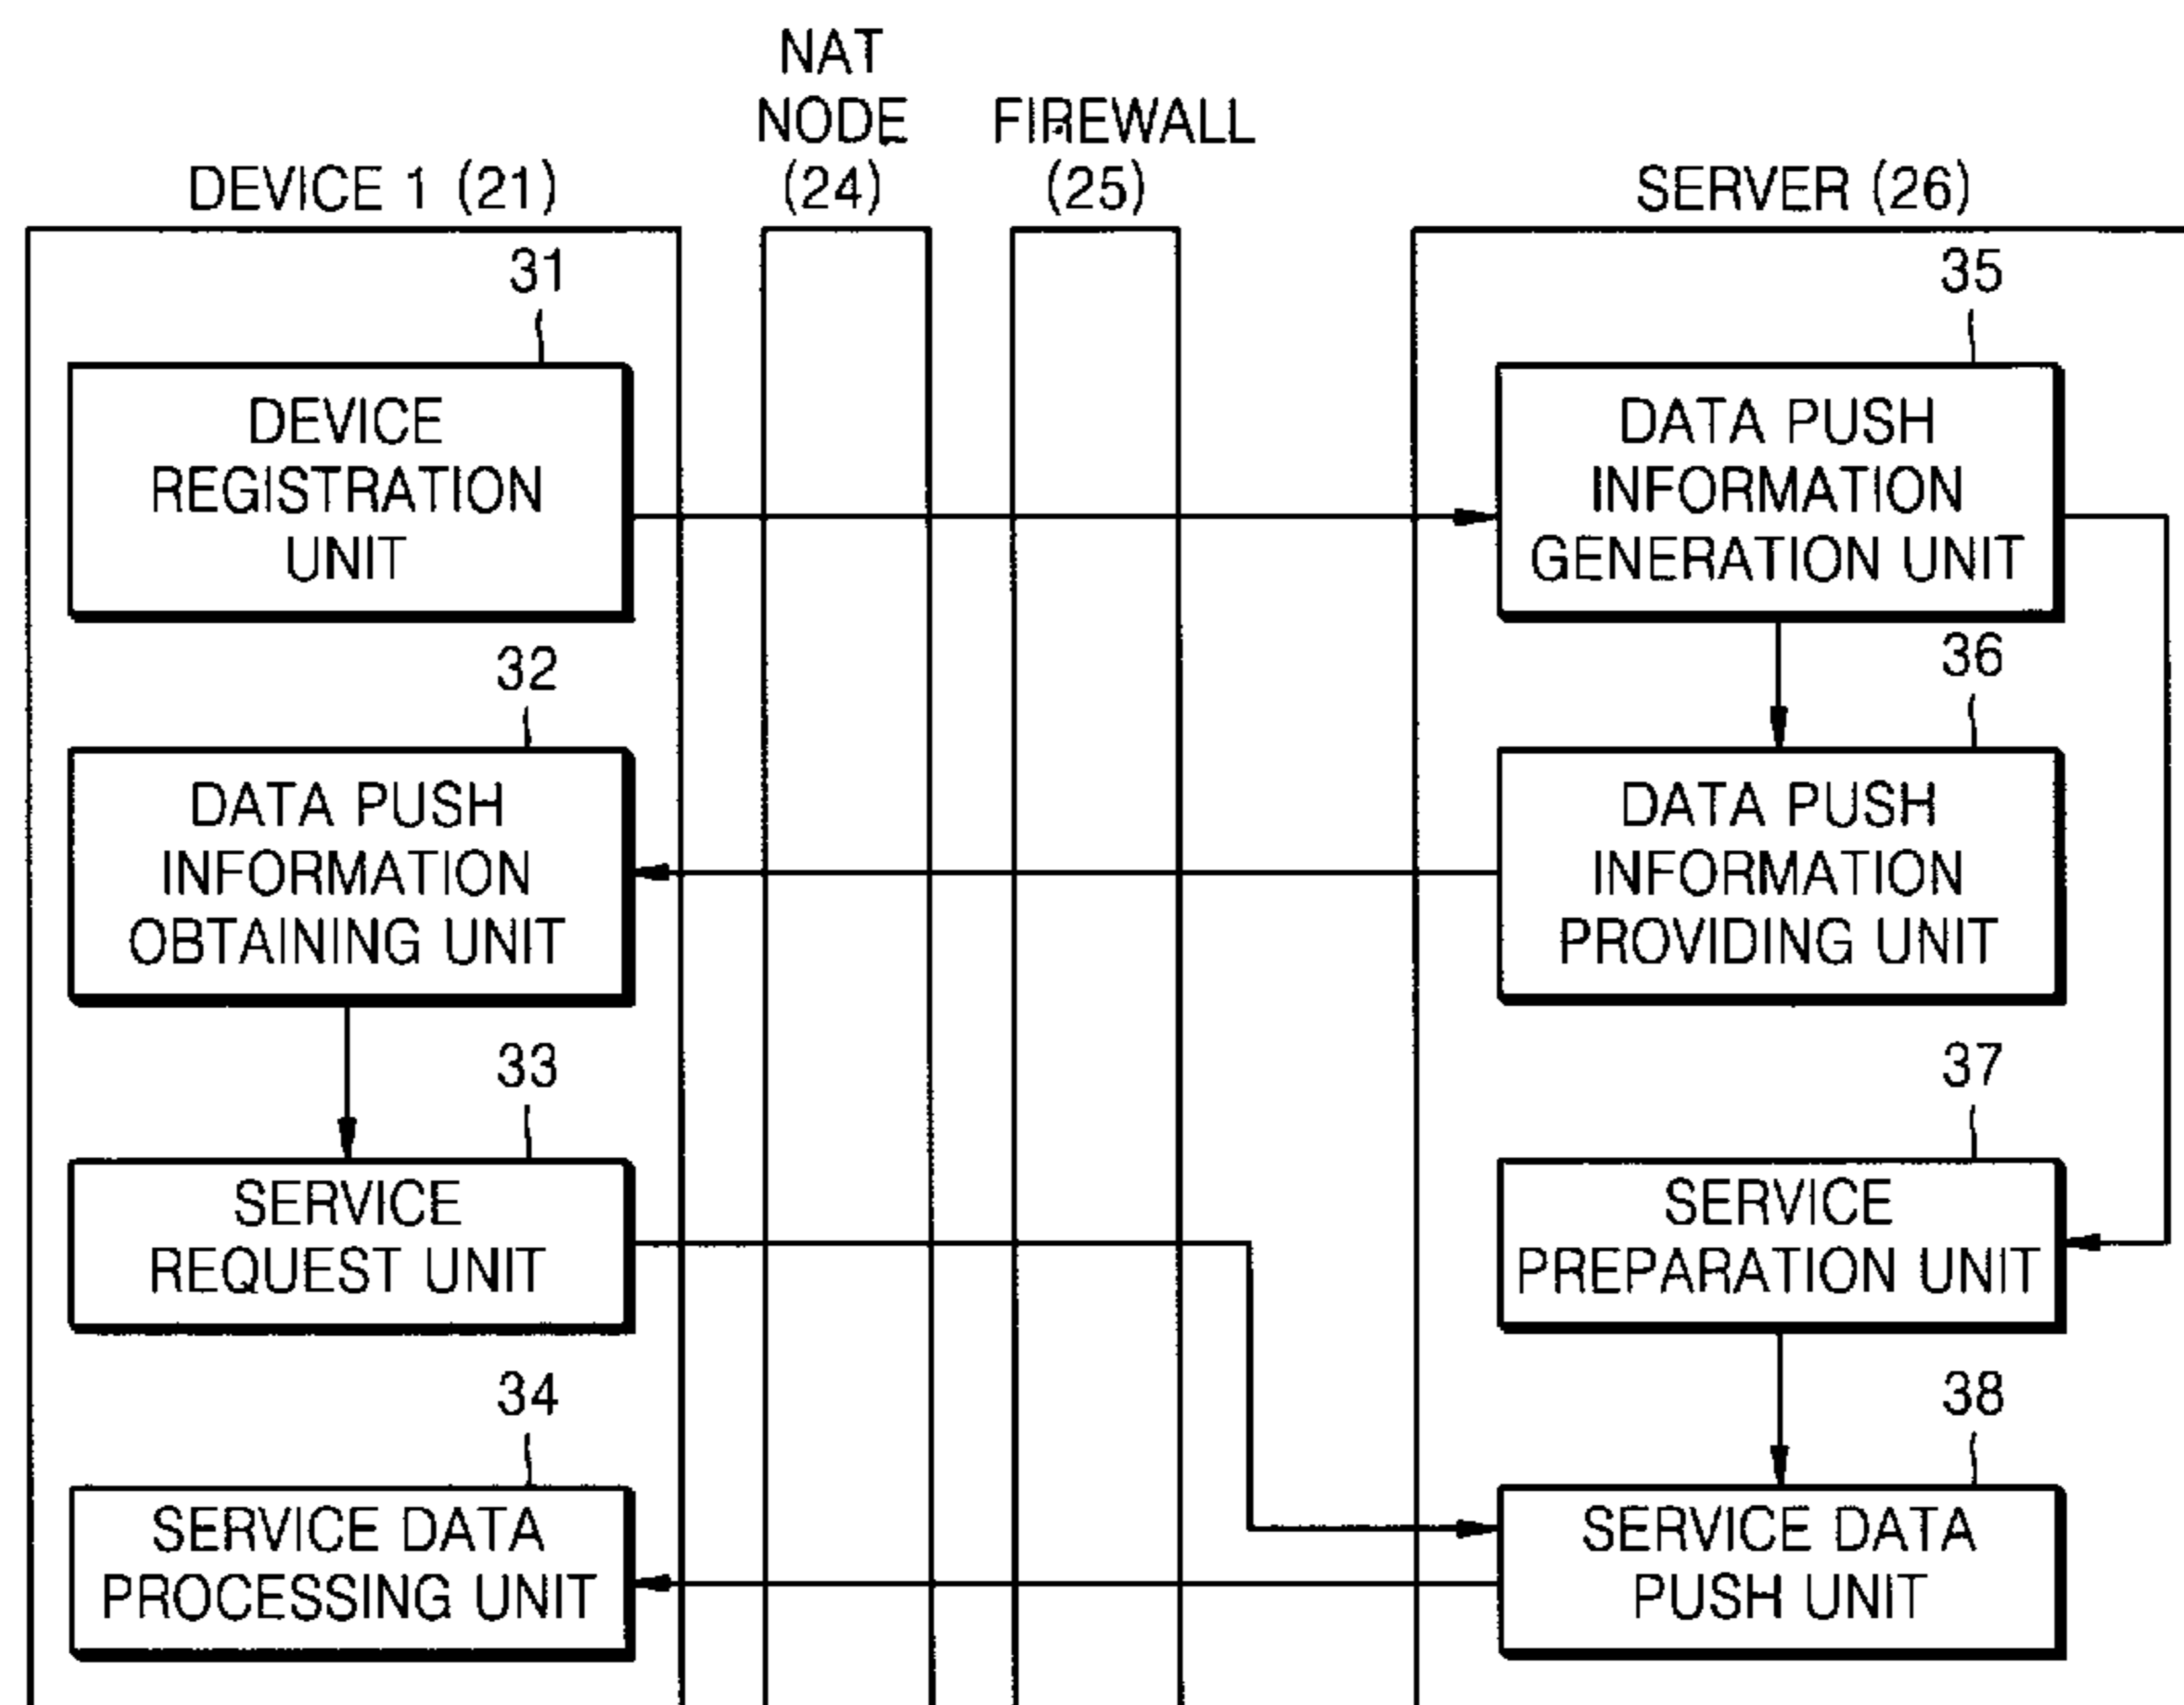 NAT
NODE
(24)
FIREWALL
(25)
DEVICE 1 (21)
SERVER (26)
31
DEVICE
REGISTRATION
UNIT
35
DATA PUSH
INFORMATION
GENERATION UNIT
32
DATA PUSH
INFORMATION
OBTAINING UNIT
36
DATA PUSH
INFORMATION
PROVIDING UNIT
33
SERVICE
REQUEST UNIT
37
SERVICE
PREPARATION UNIT
34
SERVICE DATA
PROCESSING UNIT
38
SERVICE DATA
PUSH UNIT